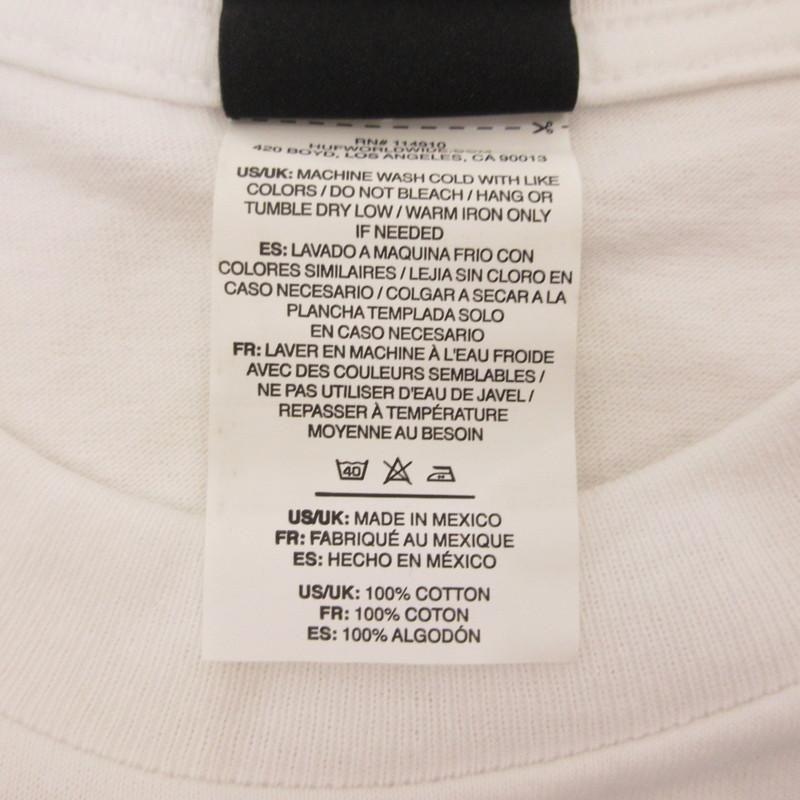 RN# 114910
HUFWORLDWIDE.COM
420 BOYD, LOS ANGELES, CA 90013
US/UK: MACHINE WASH COLD WITH LIKE
COLORS / DO NOT BLEACH / HANG OR
TUMBLE DRY LOW / WARM IRON ONLY
IF NEEDED
ES: LAVADO A MAQUINA FRIO CON
COLORES SIMILAIRES / LEJIA SIN CLORO EN
CASO NECESARIO / COLGAR A SECAR A LA
PLANCHA TEMPLADA SOLO
EN CASO NECESARIO
FR: LAVER EN MACHINE À L'EAU FROIDE
AVEC DES COULEURS SEMBLABLES /
NE PAS UTILISER D'EAU DE JAVEL /
REPASSER À TEMPÉRATURE
MOYENNE AU BESOIN
40
US/UK: MADE IN MEXICO
FR: FABRIQUÉ AU MEXIQUE
ES: HECHO EN MÉXICO
US/UK: 100% COTTON
FR: 100% COTON
ES: 100% ALGODÓN